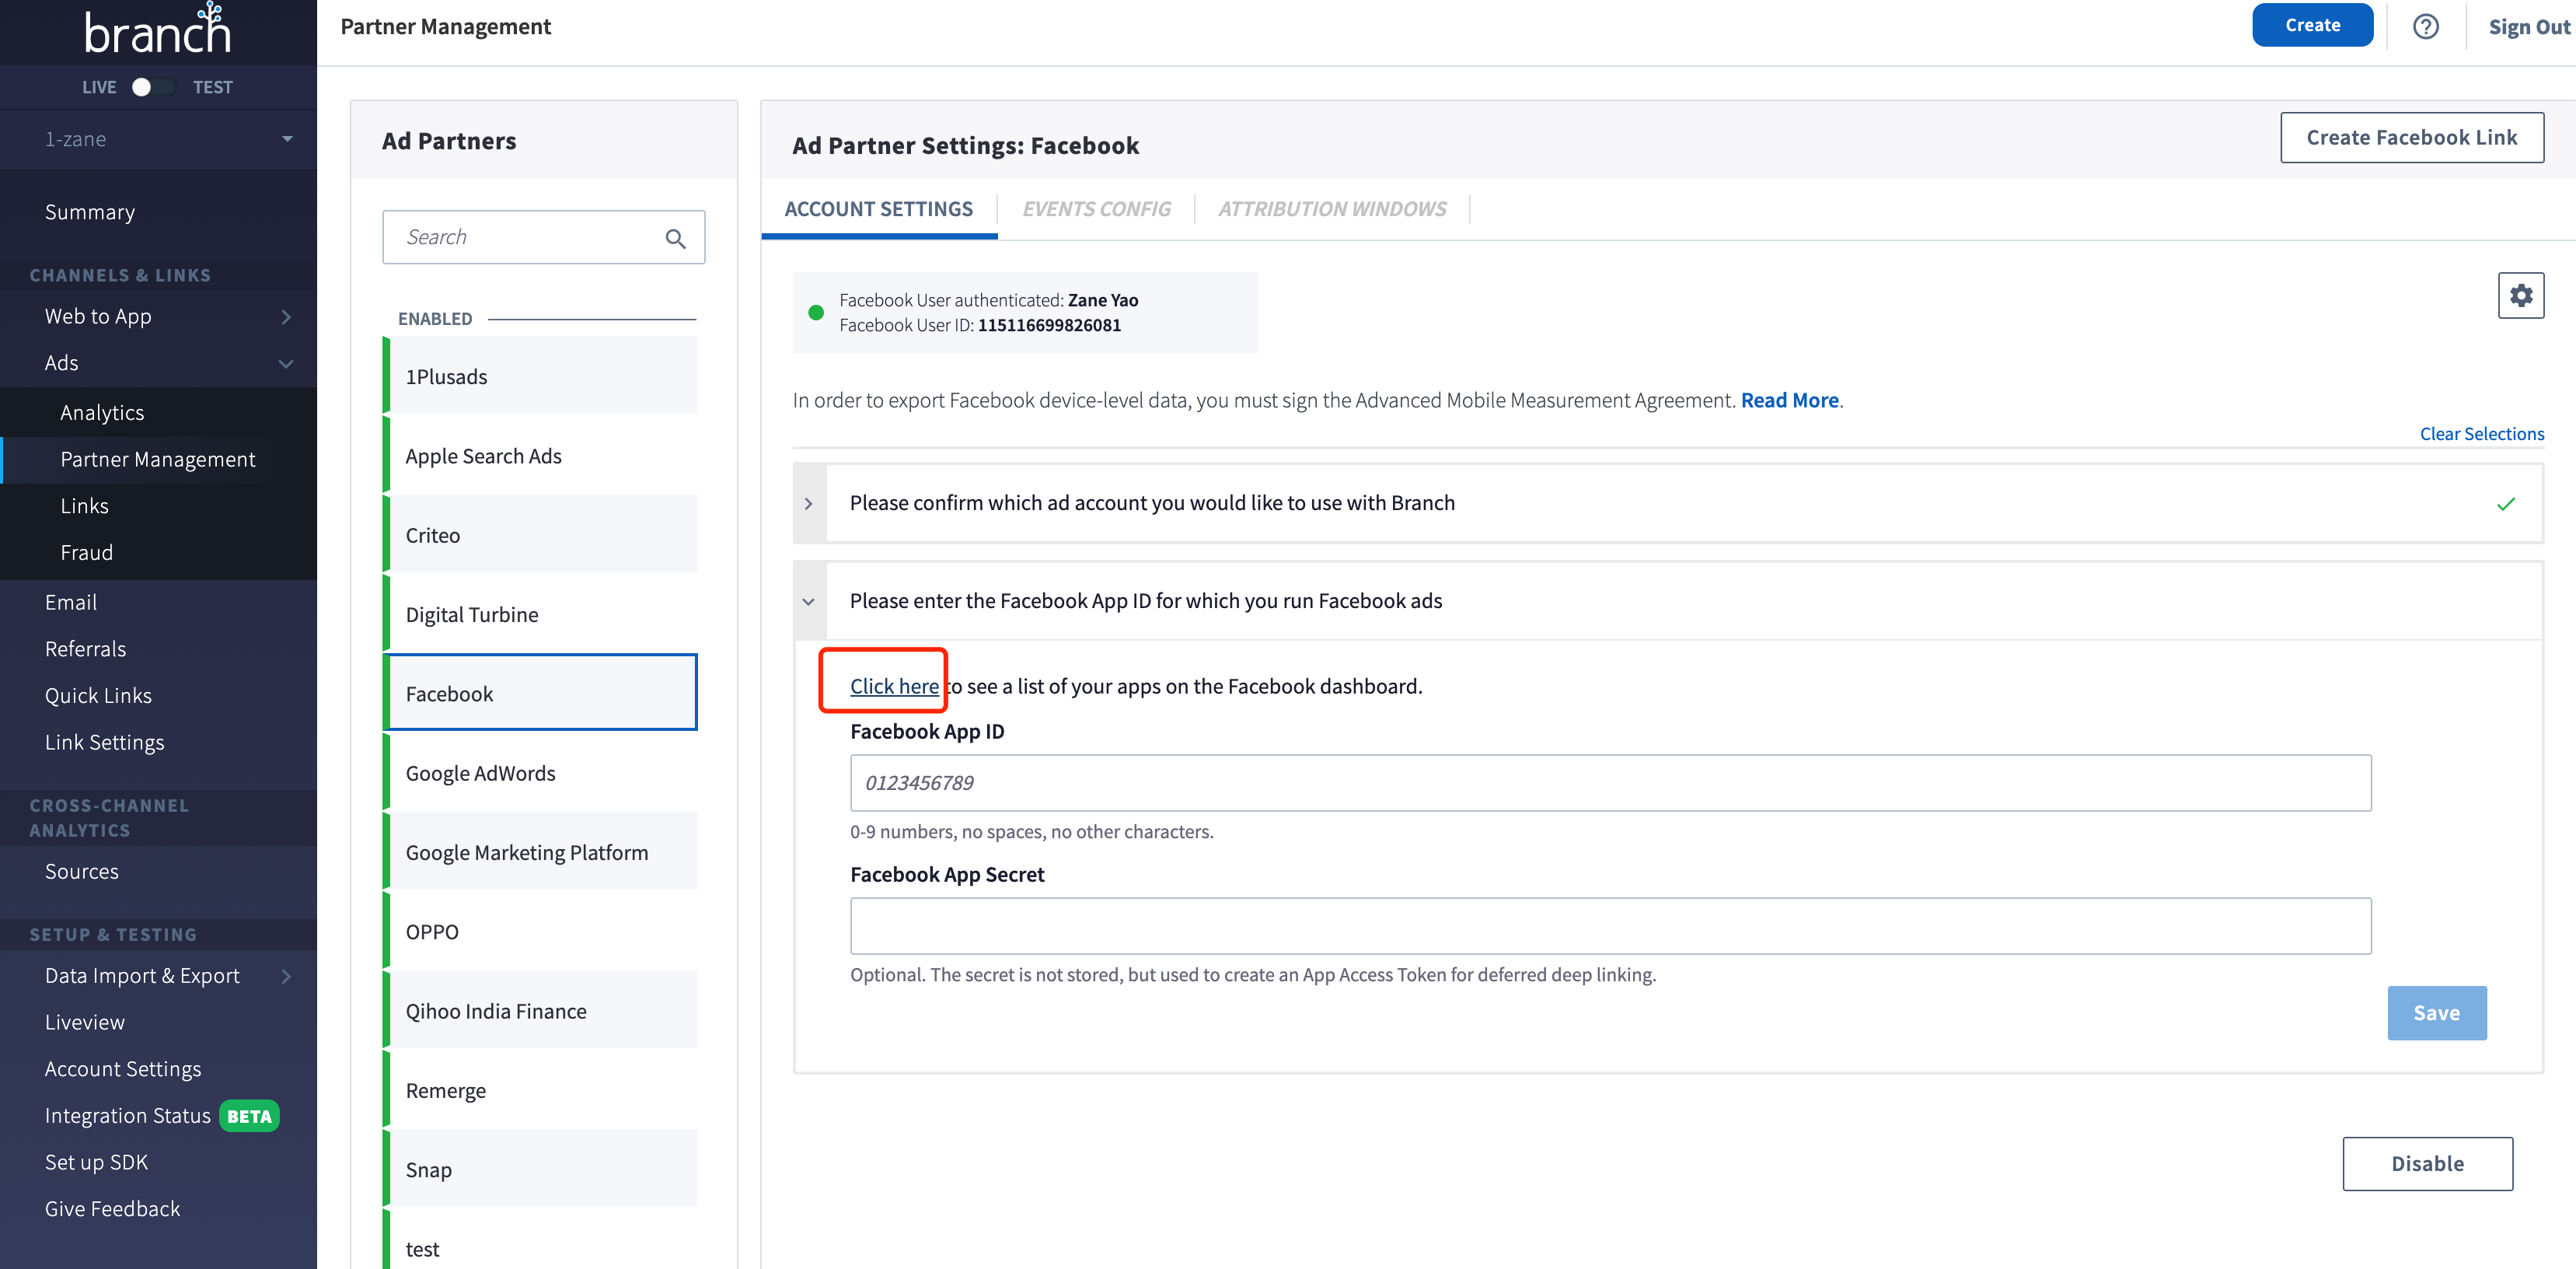 branch
LIVE TEST
1-zane
Summary
CHANNELS & LINKS
Web to App
Ads
Analytics
Partner Management
Links
Fraud
Email
Referrals
Quick Links
Link Settings
CROSS-CHANNEL
ANALYTICS
Sources
SETUP & TESTING
Data Import & Export
Liveview
Account Settings
Integration Status BETA
Set up SDK
Give Feedback
Partner Management
Create
?
Sign Out
Ad Partners
Search
ENABLED
1Plusads
Apple Search Ads
Criteo
Digital Turbine
Facebook
Google AdWords
Google Marketing Platform
OPPO
Qihoo India Finance
Remerge
Snap
test
Ad Partner Settings: Facebook
Create Facebook Link
ACCOUNT SETTINGS
EVENTS CONFIG
ATTRIBUTION WINDOWS
Facebook User authenticated: Zane Yao
Facebook User ID: 115116699826081
In order to export Facebook device-level data, you must sign the Advanced Mobile Measurement Agreement. Read More.
Clear Selections
Please confirm which ad account you would like to use with Branch
Please enter the Facebook App ID for which you run Facebook ads
Click here to see a list of your apps on the Facebook dashboard.
Facebook App ID
0123456789
0-9 numbers, no spaces, no other characters.
Facebook App Secret
Optional. The secret is not stored, but used to create an App Access Token for deferred deep linking.
Save
Disable